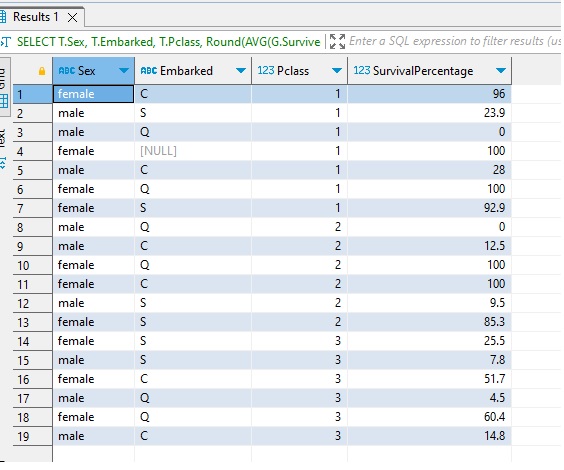 Results 1
SELECT T.Sex, T.Embarked, T.Pclass, Round(AVG(G.Survive Enter a SQL expression to filter results (us
Grid
Text
ABC Sex ABC Embarked 123 Pclass 123 SurvivalPercentage
1 female C 1 96
2 male S 1 23.9
3 male Q 1 0
4 female [NULL] 1 100
5 male C 1 28
6 female Q 1 100
7 female S 1 92.9
8 male Q 2 0
9 male C 2 12.5
10 female Q 2 100
11 female C 2 100
12 male S 2 9.5
13 female S 2 85.3
14 female S 3 25.5
15 male S 3 7.8
16 female C 3 51.7
17 male Q 3 4.5
18 female Q 3 60.4
19 male C 3 14.8